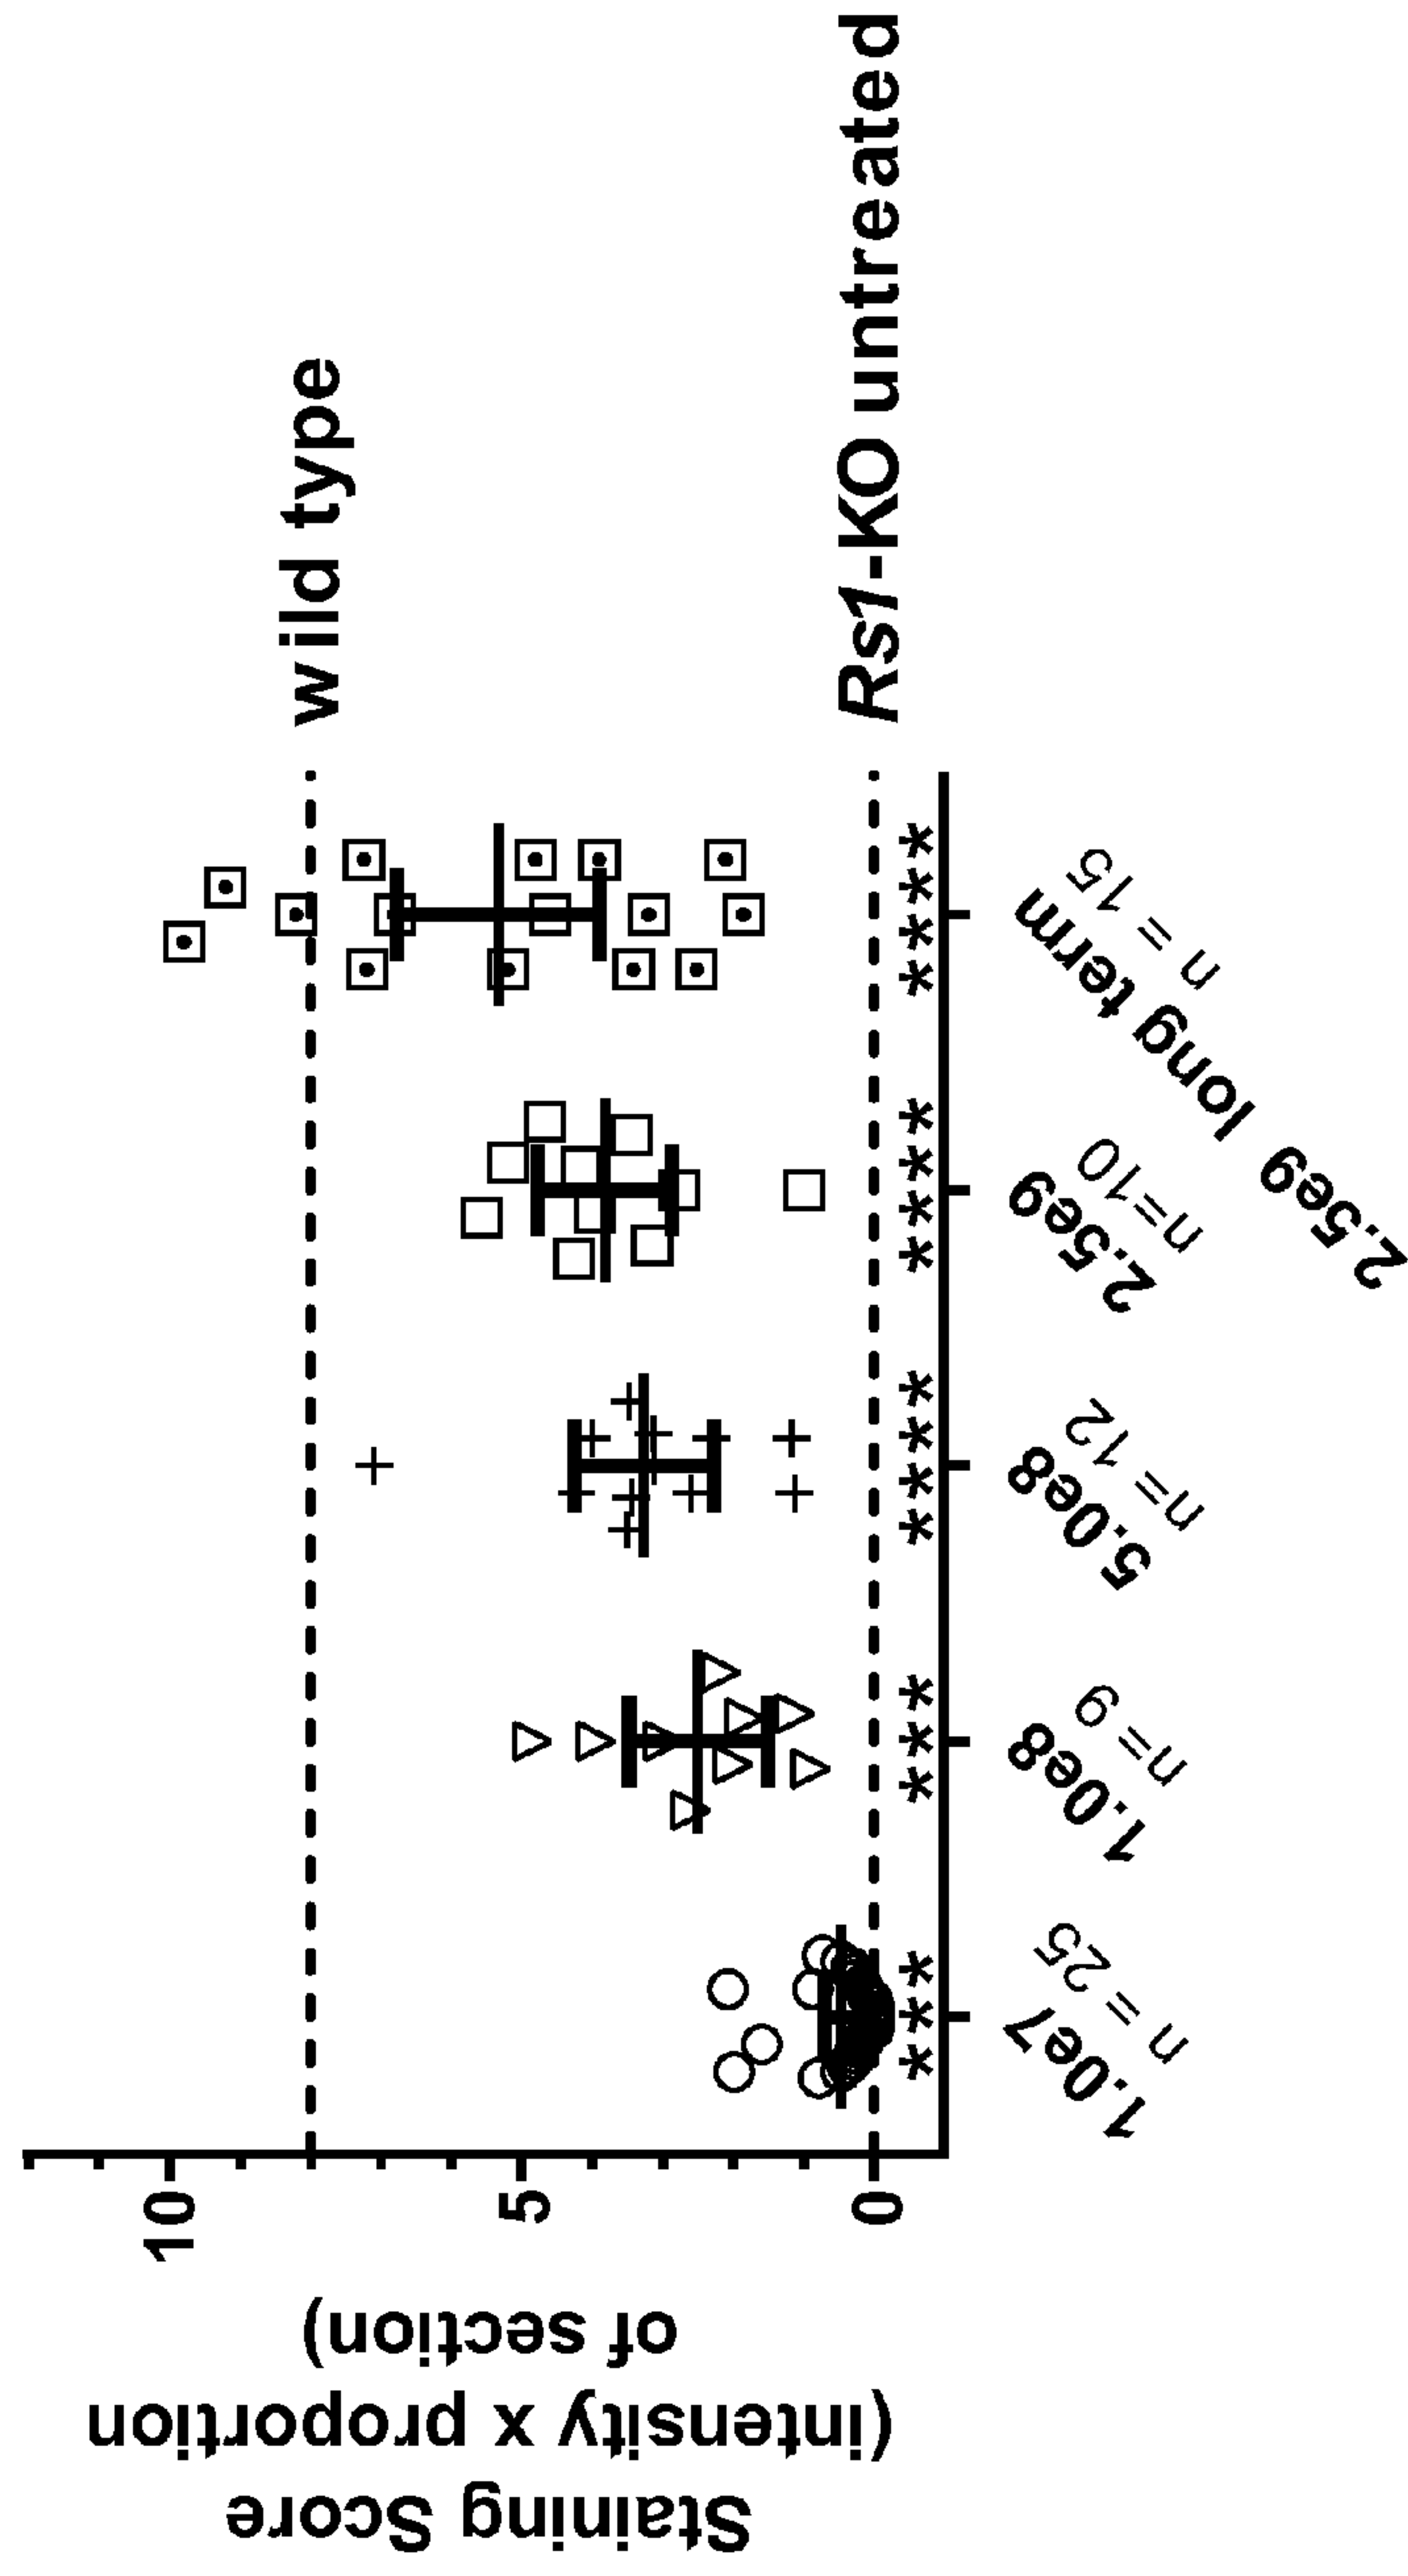 Staining Score
(intensity x proportion
of section)
10
5
0
wild type
Rs1-KO untreated
*** *** **** **** ****
1.0e7
n = 25
1.0e8
n= 9
5.0e8
n= 12
2.5e9
n=10
2.5e9 long term
n = 15